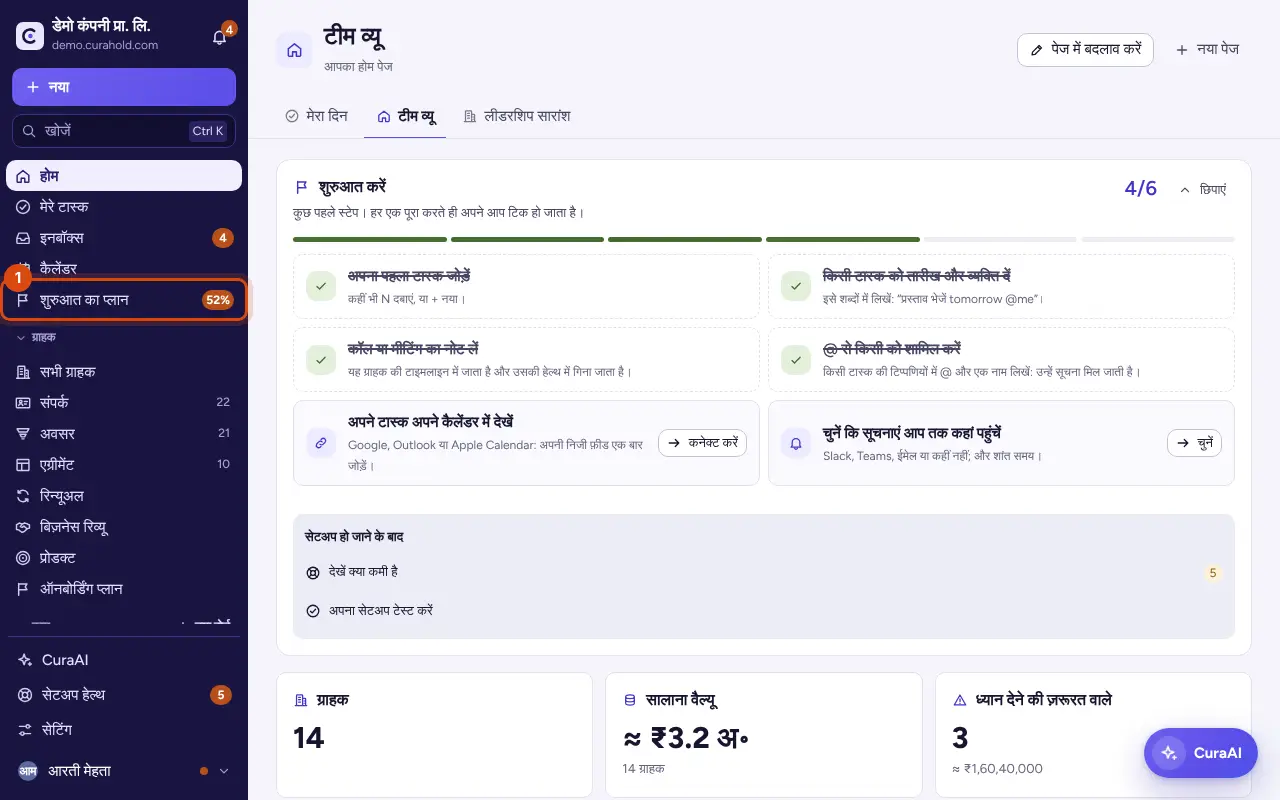 डेमो कंपनी प्रा. लि.
demo.curahold.com
4
नया
खोजें
Ctrl K
होम
मेरे टास्क
इनबॉक्स
4
कैलेंडर
1
शुरुआत का प्लान
52%
ग्राहक
सभी ग्राहक
संपर्क
22
अवसर
21
एग्रीमेंट
10
रिन्यूअल
बिज़नेस रिव्यू
प्रोडक्ट
ऑनबोर्डिंग प्लान
CuraAI
सेटअप हेल्थ
5
सेटिंग
आम
आरती मेहता
टीम व्यू
आपका होम पेज
पेज में बदलाव करें
नया पेज
मेरा दिन
टीम व्यू
लीडरशिप सारांश
शुरुआत करें
4/6
छिपाएं
कुछ पहले स्टेप। हर एक पूरा करते ही अपने आप टिक हो जाता है।
अपना पहला टास्क जोड़ें
कहीं भी N दबाएं, या + नया।
किसी टास्क को तारीख और व्यक्ति दें
इसे शब्दों में लिखें: “प्रस्ताव भेजें tomorrow @me”।
कॉल या मीटिंग का नोट लें
यह ग्राहक की टाइमलाइन में जाता है और उसकी हेल्थ में गिना जाता है।
@ से किसी को शामिल करें
किसी टास्क की टिप्पणियों में @ और एक नाम लिखें: उन्हें सूचना मिल जाती है।
अपने टास्क अपने कैलेंडर में देखें
Google, Outlook या Apple Calendar: अपनी निजी फ़ीड एक बार
जोड़ें।
कनेक्ट करें
चुनें कि सूचनाएं आप तक कहां पहुंचें
Slack, Teams, ईमेल या कहीं नहीं; और शांत समय।
चुनें
सेटअप हो जाने के बाद
देखें क्या कमी है
5
अपना सेटअप टेस्ट करें
ग्राहक
14
सालाना वैल्यू
≈ ₹3.2 अ॰
14 ग्राहक
ध्यान देने की ज़रूरत वाले
3
≈ ₹1,60,40,000
CuraAI